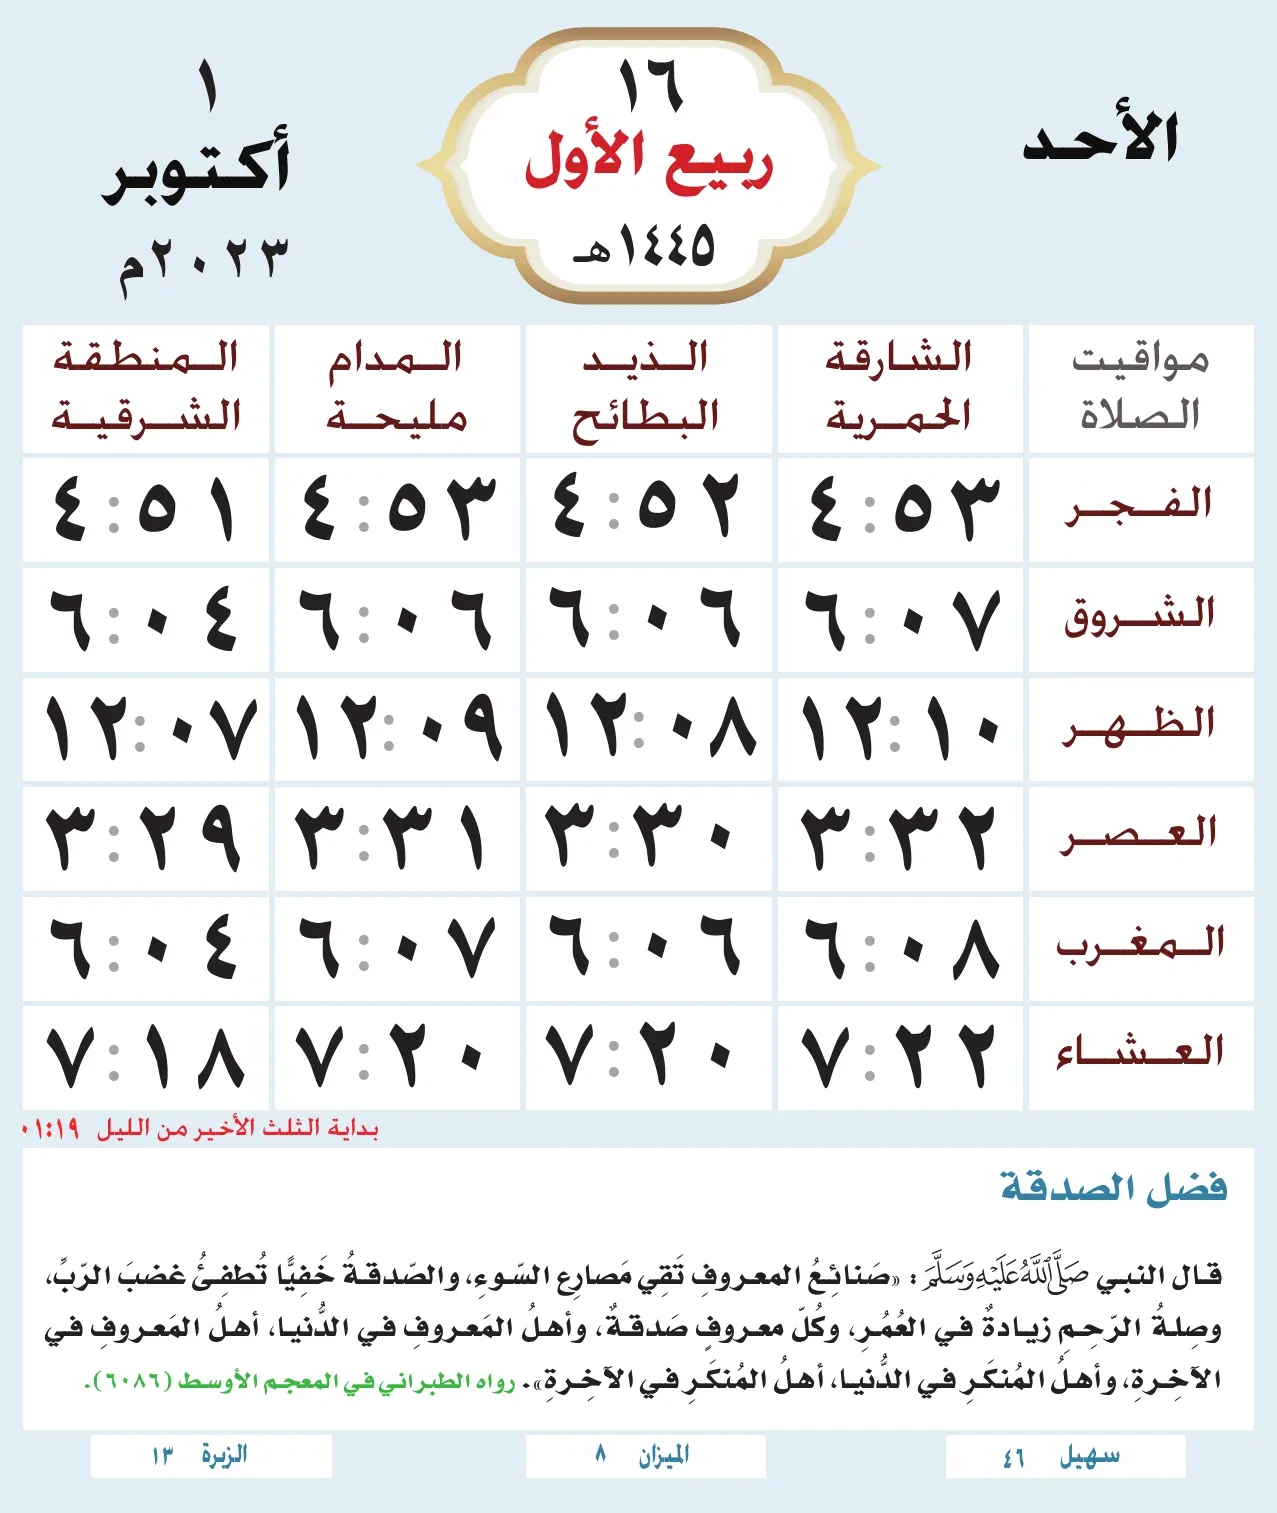 الأحد
١٦
ربيع الأول
١٤٤٥هـ
١
أكتوبر
٢٠٢٣م
مواقيت الصلاة الشارقة الحمرية الذيد البطائح المدام مليحة المنطقة الشرقية
الفجر ٤:٥٣ ٤:٥٢ ٤:٥٣ ٤:٥١
الشروق ٦:٠٧ ٦:٠٦ ٦:٠٦ ٦:٠٤
الظهر ١٢:١٠ ١٢:٠٨ ١٢:٠٩ ١٢:٠٧
العصر ٣:٣٢ ٣:٣٠ ٣:٣١ ٣:٢٩
المغرب ٦:٠٨ ٦:٠٦ ٦:٠٧ ٦:٠٤
العشاء ٧:٢٢ ٧:٢٠ ٧:٢٠ ٧:١٨
بداية الثلث الأخير من الليل ٠١:١٩
فضل الصدقة
قال النبي صَلَّى اللَّهُ عَلَيْهِ وَسَلَّمَ : «صَنائِعُ المعروفِ تَقِي مَصارِع السّوءِ، والصّدقةُ خَفِيًّا تُطفِئُ غضبَ الرّبِّ،
وصِلةُ الرّحِمِ زيادةٌ في العُمُرِ، وكُلّ معروفٍ صَدقةٌ، وأهلُ المَعروفِ في الدُّنيا، أهلُ المَعروفِ في
الآخِرةِ، وأهلُ المُنكَرِ في الدُّنيا، أهلُ المُنكَرِ في الآخِرةِ». رواه الطبراني في المعجم الأوسط (٦٠٨٦).
سهيل ٤٦ الميزان ٨ الزبرة ١٣